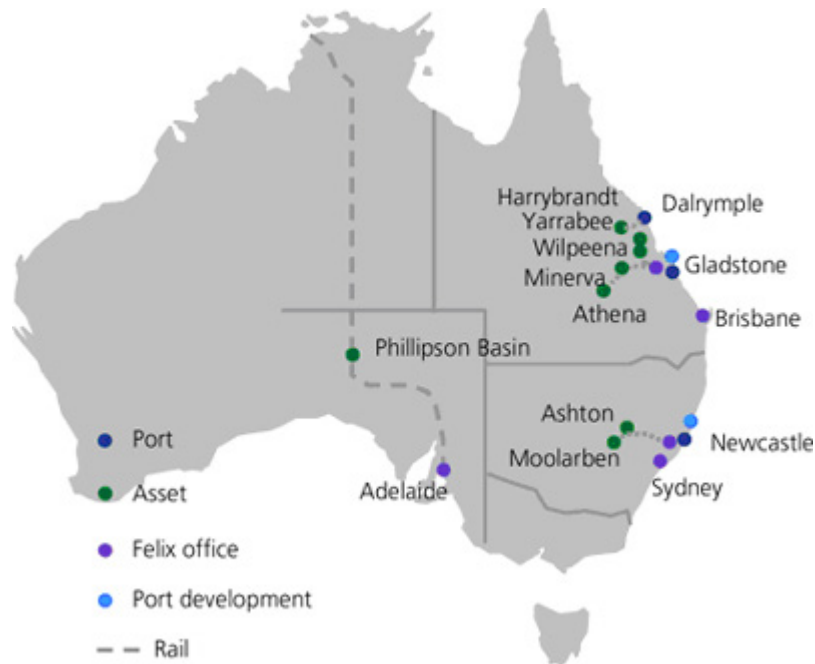 Harrybrandt
Dalrymple
Yarrabee
Wilpeena
Gladstone
Minerva
Athena
Brisbane
Phillipson Basin
Ashton
Port
Newcastle
Moolarben
Adelaide
Sydney
Asset
Felix office
Port development
Rail